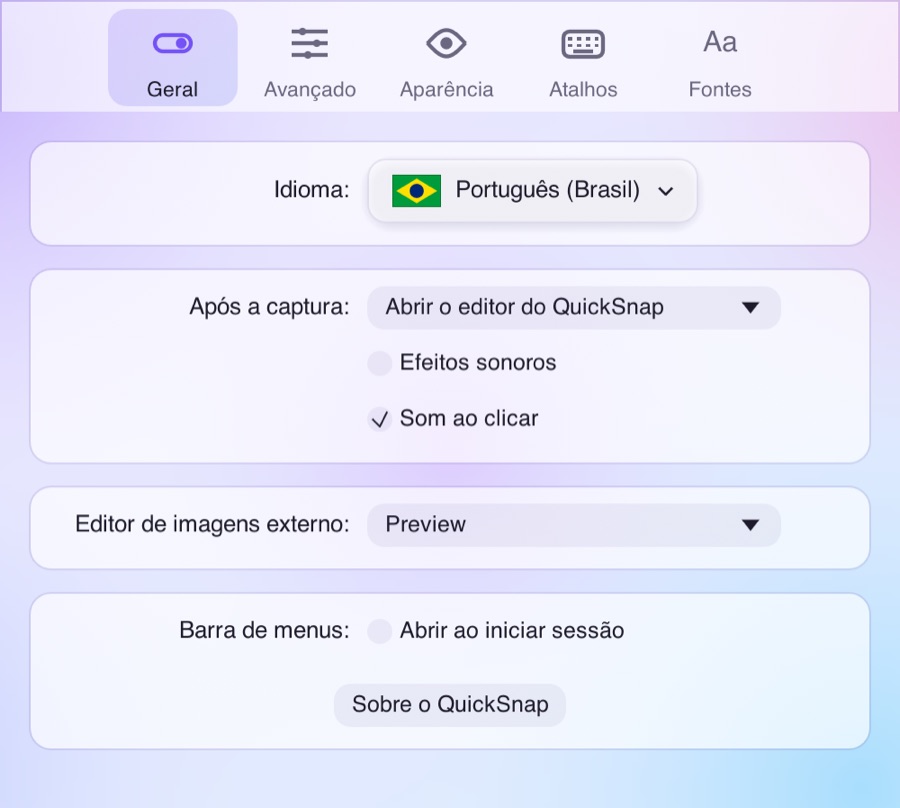 Geral Avançado Aparência Atalhos Aa Fontes
Idioma: Português (Brasil)
Após a captura: Abrir o editor do QuickSnap
Efeitos sonoros
Som ao clicar
Editor de imagens externo: Preview
Barra de menus: Abrir ao iniciar sessão
Sobre o QuickSnap